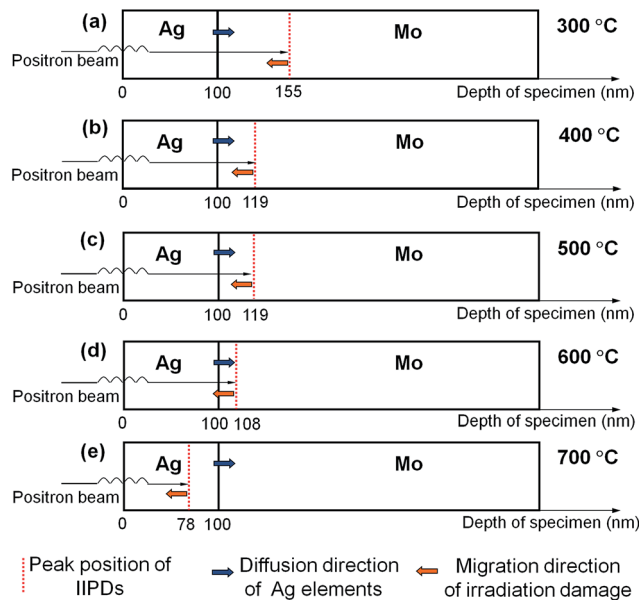 (a) Ag Mo 300 °C
Positron beam
0 100 155 Depth of specimen (nm)
(b) Ag Mo 400 °C
Positron beam
0 100 119 Depth of specimen (nm)
(c) Ag Mo 500 °C
Positron beam
0 100 119 Depth of specimen (nm)
(d) Ag Mo 600 °C
Positron beam
0 100 108 Depth of specimen (nm)
(e) Ag Mo 700 °C
Positron beam
0 78 100 Depth of specimen (nm)
Peak position of
IIPDs
Diffusion direction
of Ag elements
Migration direction
of irradiation damage